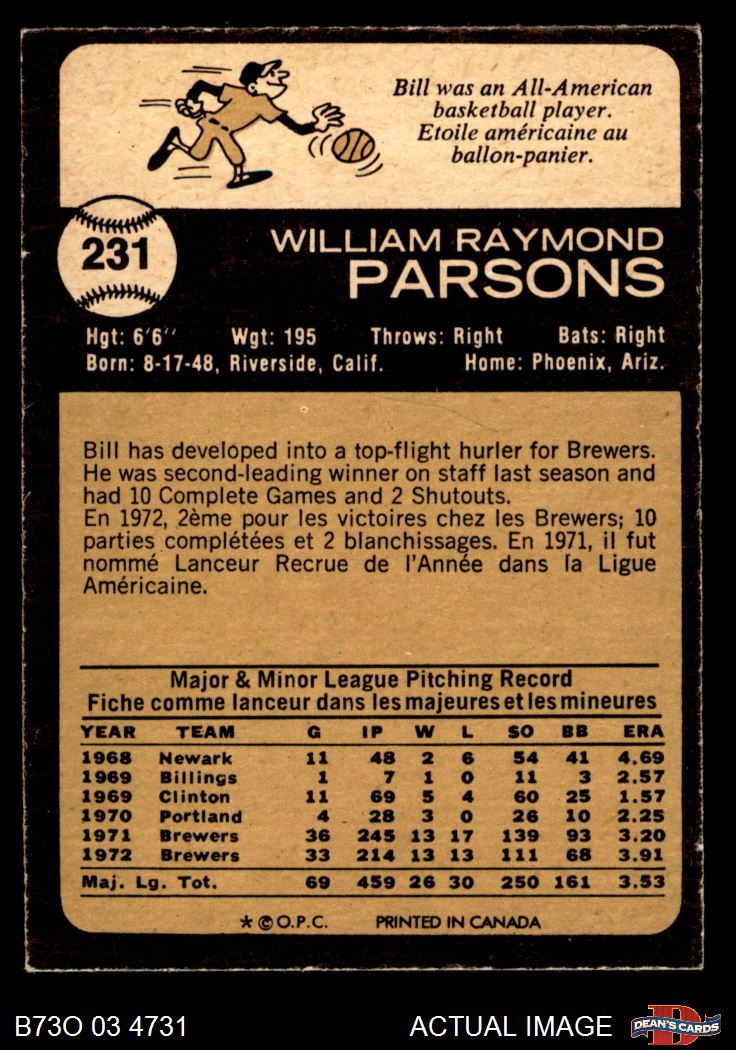 Bill was an All-American
basketball player.
Etoile américaine au
ballon-panier.
231
WILLIAM RAYMOND
PARSONS
Hgt: 6'6" Wgt: 195 Throws: Right Bats: Right
Born: 8-17-48, Riverside, Calif. Home: Phoenix, Ariz.
Bill has developed into a top-flight hurler for Brewers.
He was second-leading winner on staff last season and
had 10 Complete Games and 2 Shutouts.
En 1972, 2ème pour les victoires chez les Brewers; 10
parties complétées et 2 blanchissages. En 1971, il fut
nommé Lanceur Recrue de l'Année dans la Ligue
Américaine.
Major & Minor League Pitching Record
Fiche comme lanceur dans les majeures et les mineures
YEAR TEAM G IP W L SO BB ERA
1968 Newark 11 48 2 6 54 41 4.69
1969 Billings 1 7 1 0 11 3 2.57
1969 Clinton 11 69 5 4 60 25 1.57
1970 Portland 4 28 3 0 26 10 2.25
1971 Brewers 36 245 13 17 139 93 3.20
1972 Brewers 33 214 13 13 111 68 3.91
Maj. Lg. Tot. 69 459 26 30 250 161 3.53
* © O.P.C. PRINTED IN CANADA
B73O 03 4731 ACTUAL IMAGE DEAN'S CARDS